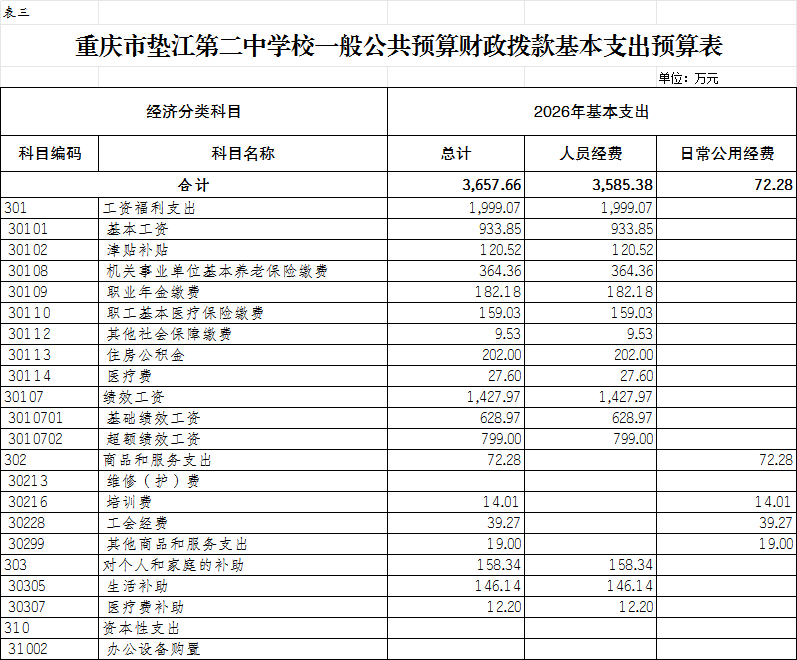 表三
重庆市垫江第二中学校一般公共预算财政拨款基本支出预算表
单位：万元
经济分类科目 2026年基本支出
科目编码 科目名称 总计 人员经费 日常公用经费
合计 3,657.66 3,585.38 72.28
301 工资福利支出 1,999.07 1,999.07
30101 基本工资 933.85 933.85
30102 津贴补贴 120.52 120.52
30108 机关事业单位基本养老保险缴费 364.36 364.36
30109 职业年金缴费 182.18 182.18
30110 职工基本医疗保险缴费 159.03 159.03
30112 其他社会保障缴费 9.53 9.53
30113 住房公积金 202.00 202.00
30114 医疗费 27.60 27.60
30107 绩效工资 1,427.97 1,427.97
3010701 基础绩效工资 628.97 628.97
3010702 超额绩效工资 799.00 799.00
302 商品和服务支出 72.28 72.28
30213 维修（护）费
30216 培训费 14.01 14.01
30228 工会经费 39.27 39.27
30299 其他商品和服务支出 19.00 19.00
303 对个人和家庭的补助 158.34 158.34
30305 生活补助 146.14 146.14
30307 医疗费补助 12.20 12.20
310 资本性支出
31002 办公设备购置